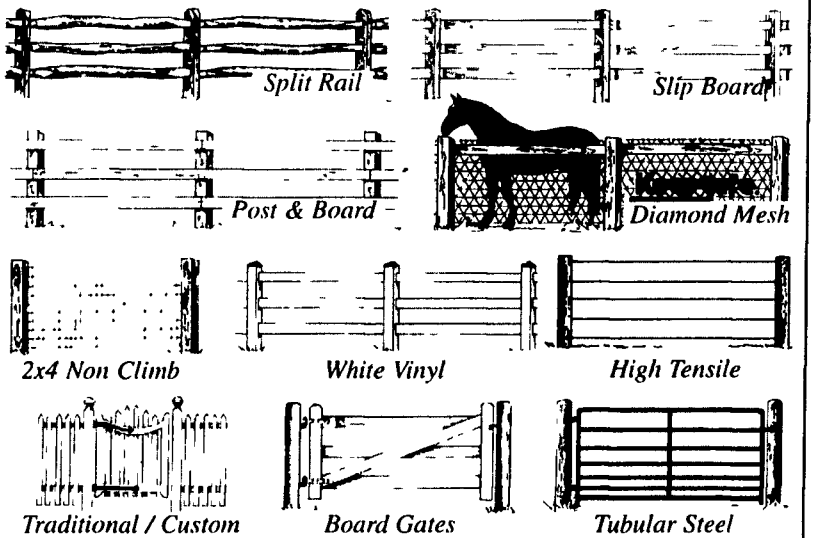 Split Rail
Slip Board
Post & Board
Diamond Mesh
2x4 Non Climb
White Vinyl
High Tensile
Traditional / Custom
Board Gates
Tubular Steel